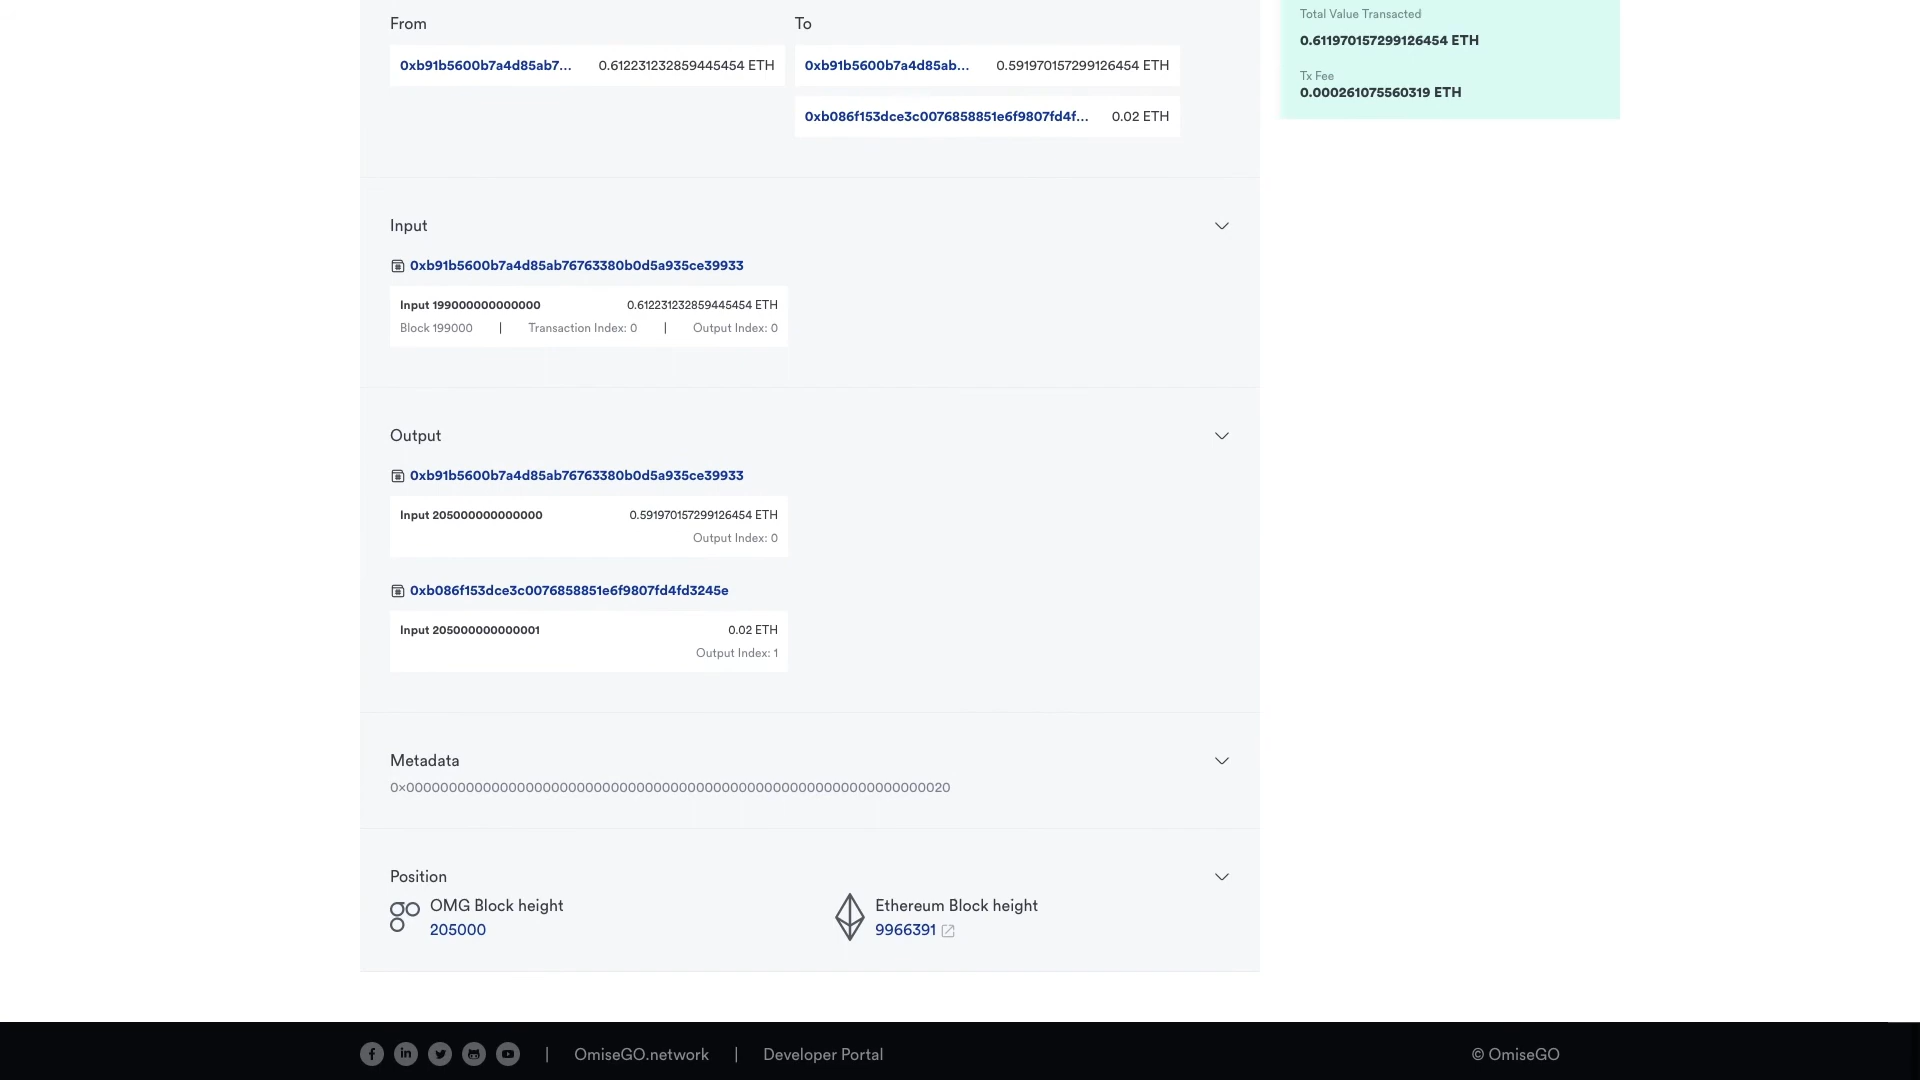 From
To
Total Value Transacted
0.611970157299126454 ETH
0xb91b5600b7a4d85ab7... 0.612231232859445454 ETH
0xb91b5600b7a4d85ab... 0.591970157299126454 ETH
Tx Fee
0.000261075560319 ETH
0xb086f153dce3c0076858851e6f9807fd4f... 0.02 ETH
Input
0xb91b5600b7a4d85ab76763380b0d5a935ce39933
Input 199000000000000 0.612231232859445454 ETH
Block 199000 | Transaction Index: 0 | Output Index: 0
Output
0xb91b5600b7a4d85ab76763380b0d5a935ce39933
Input 205000000000000 0.591970157299126454 ETH
Output Index: 0
0xb086f153dce3c0076858851e6f9807fd4fd3245e
Input 205000000000001 0.02 ETH
Output Index: 1
Metadata
0x0000000000000000000000000000000000000000000000000000000000000020
Position
OMG Block height
205000
Ethereum Block height
9966391
| OmiseGO.network | Developer Portal
© OmiseGO